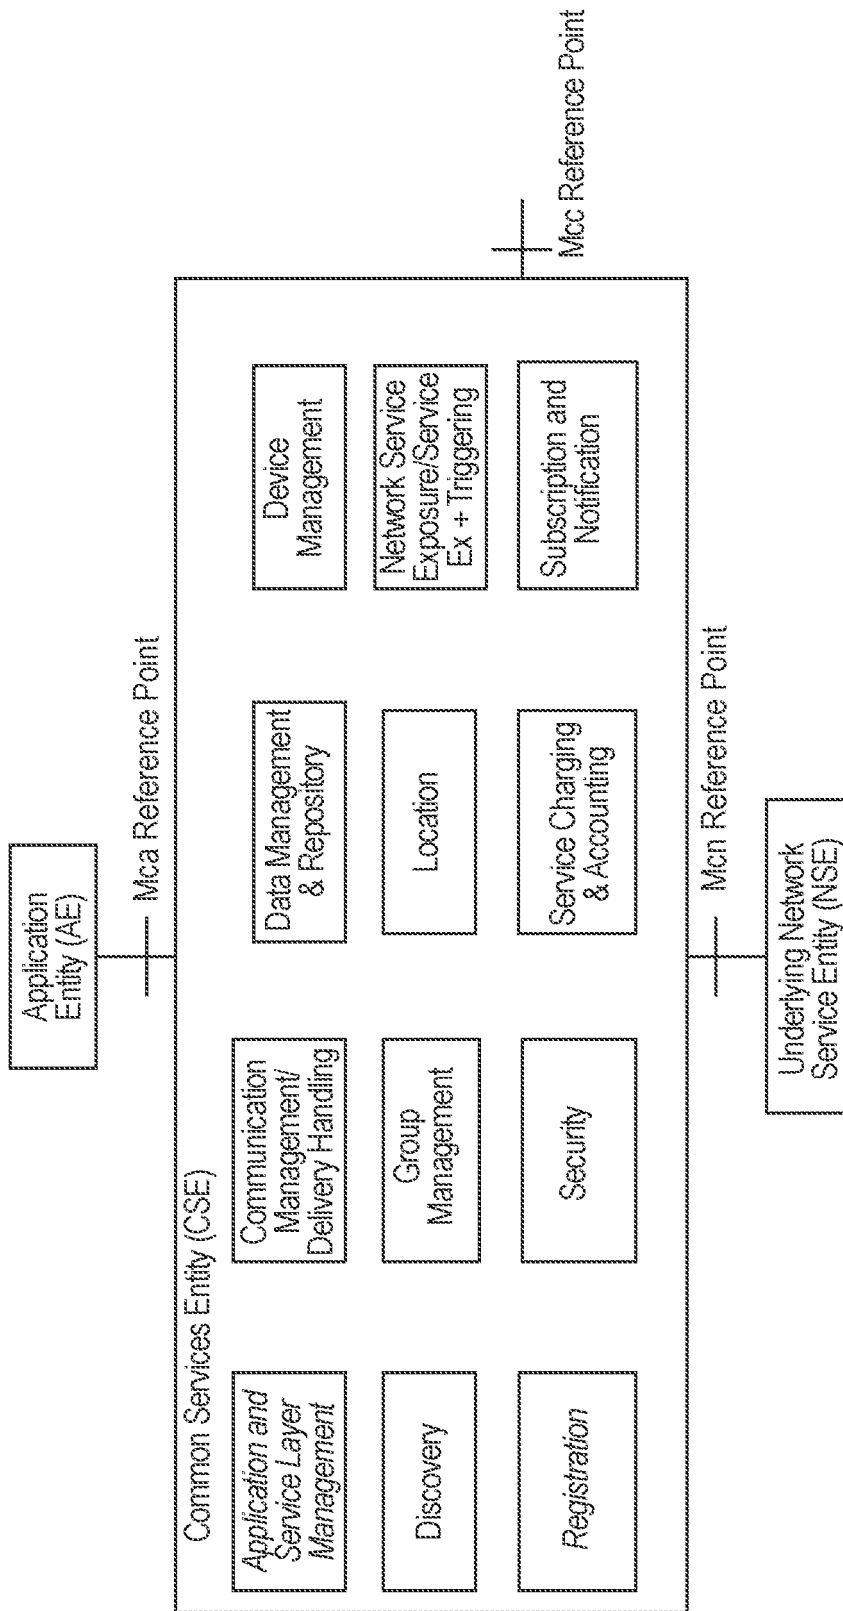 Application
Entity (AE)
Mca Reference Point
Common Services Entity (CSE)
Application and
Service Layer
Management
Communication
Management/
Delivery Handling
Data Management
& Repository
Device
Management
Discovery
Group
Management
Location
Network Service
Exposure/Service
Ex + Triggering
Registration
Security
Service Charging
& Accounting
Subscription and
Notification
Mcc Reference Point
Mcn Reference Point
Underlying Network
Service Entity (NSE)